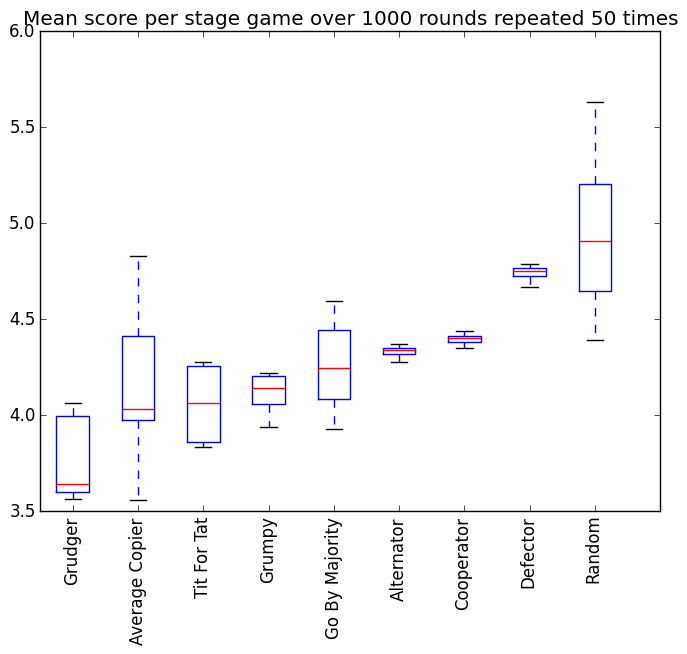 Mean score per stage game over 1000 rounds repeated 50 times
6.0
5.5
5.0
4.5
4.0
3.5
Grudger
Average Copier
Tit For Tat
Grumpy
Go By Majority
Alternator
Cooperator
Defector
Random